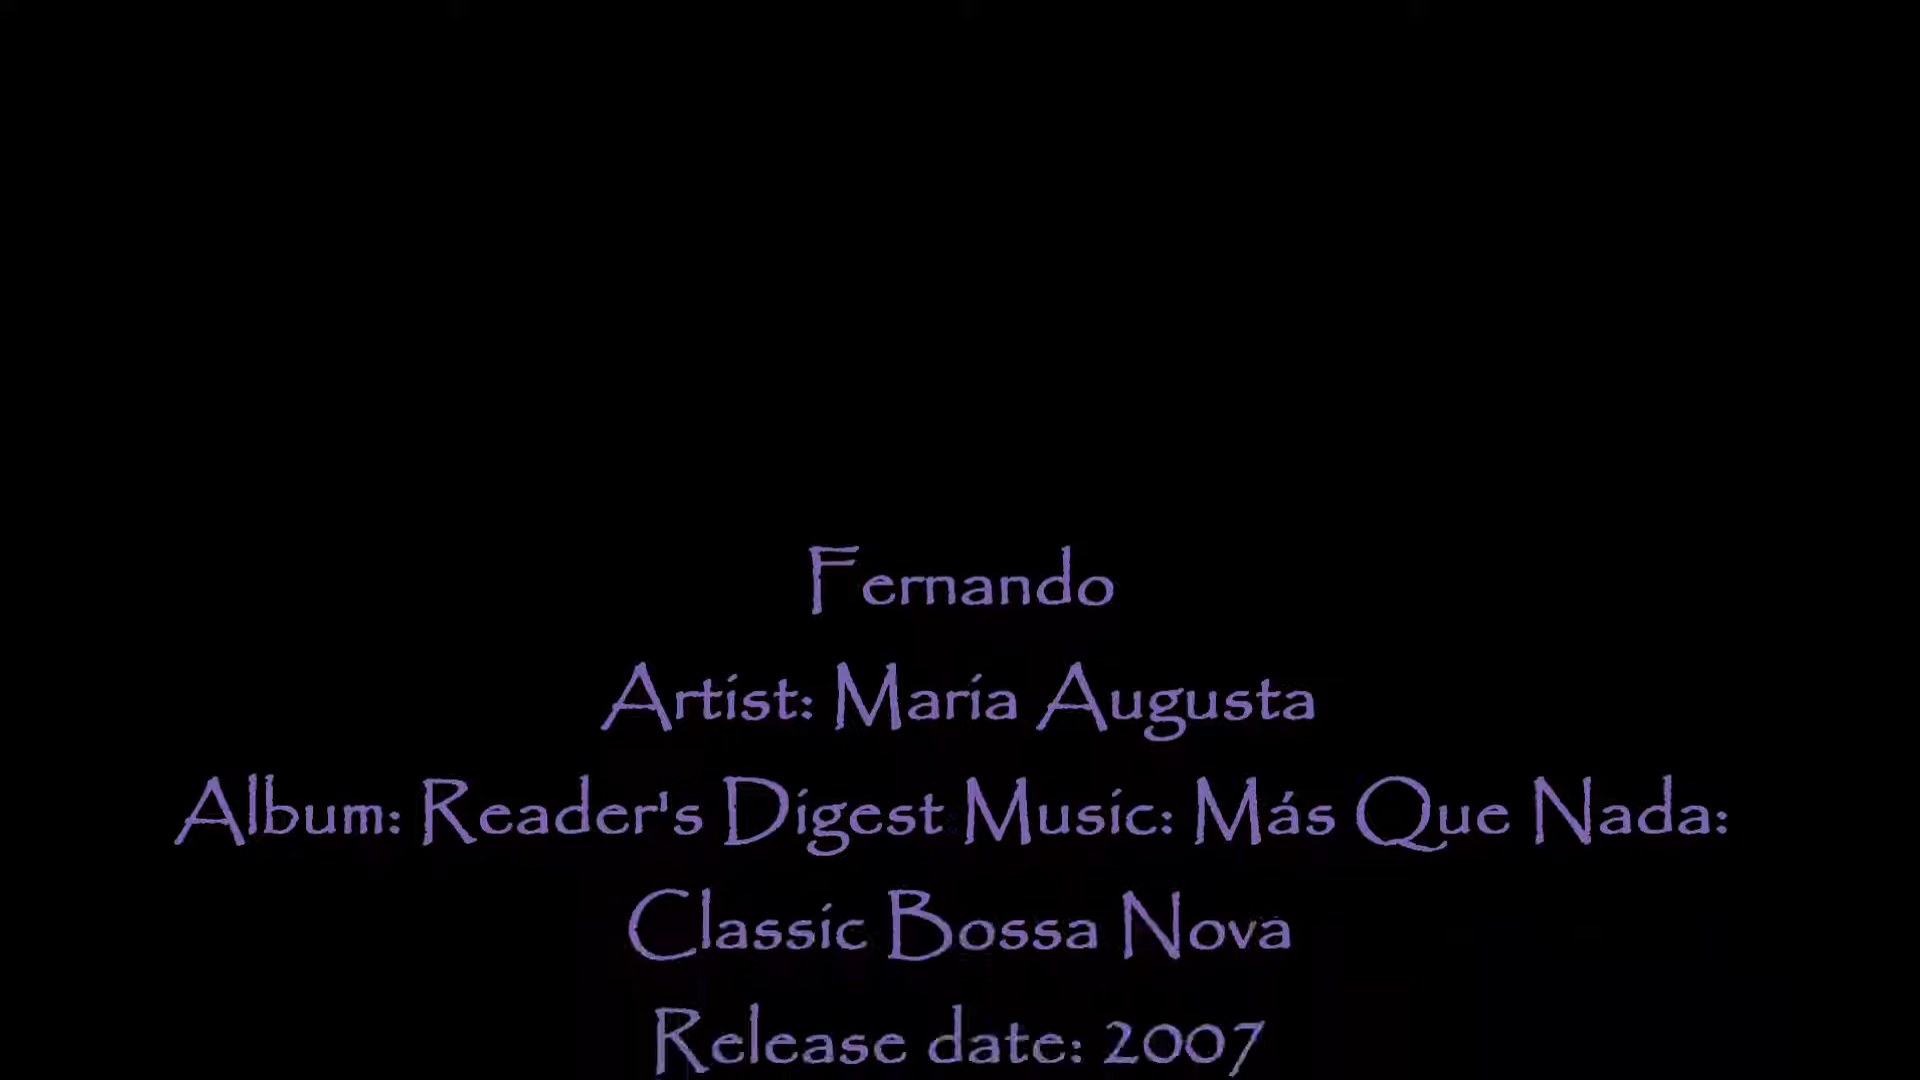 Fernando
Artist: Maria Augusta
Album: Reader's Digest Music: Más Que Nada:
Classic Bossa Nova
Release date: 2007